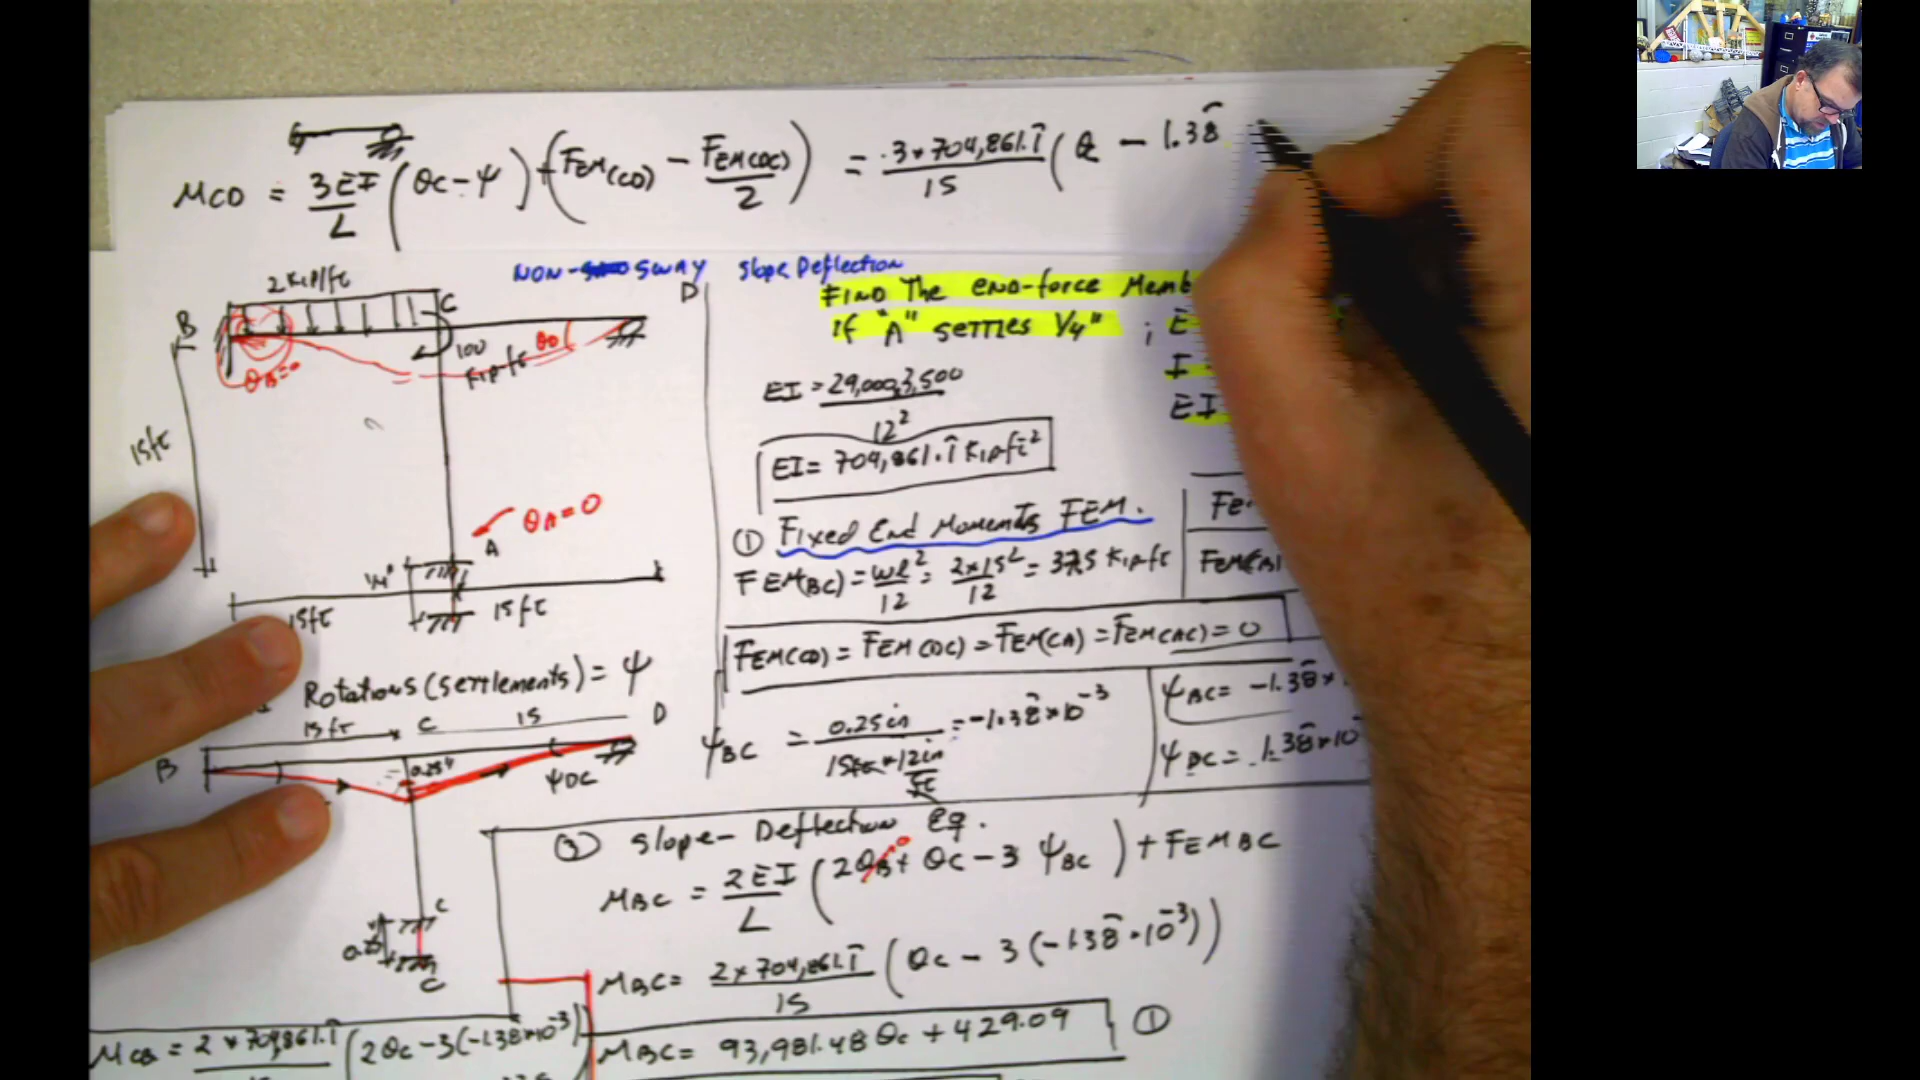 MCD = 3EI/L (θc - ψ) + (FEM(CD) - FEM(DC)/2) = 3×704,861.1/15 (θc - 1.38
NON- SWAY Slope Deflection
Find The end-force Memb
If "A" settles 1/4" ; E
I
EI
2 kip/ft
B
C
D
100
kip-ft
θB=0
θD
15ft
θA=0
A
1/4"
15ft
15ft
EI = 29,000,3,500
12²
EI = 704,861.1 kipft²
① Fixed End Moments FEM.
FEM(BC) = wl²/12 = 2×15²/12 = 37.5 kipft
FEM(CD) = FEM(DC) = FEM(CA) = FEM(AC) = 0
Rotations (settlements) = ψ
15ft
C
15
D
B
0.25"
ψDC
C
0.25
C
ψBC = 0.25in/15ft×12in/ft = -1.38×10⁻³
ψBC = -1.38×
ψDC = 1.38×10
② Slope- Deflection Eq.
MBC = 2EI/L (2θB + θc - 3 ψBC) + FEMBC
MBC = 2×704,861.1/15 (θc - 3(-1.38×10⁻³))
MBC = 93,981.48θc + 429.09 ①
MCB = 2×704,861.1 (2θc - 3(-1.38×10⁻³)